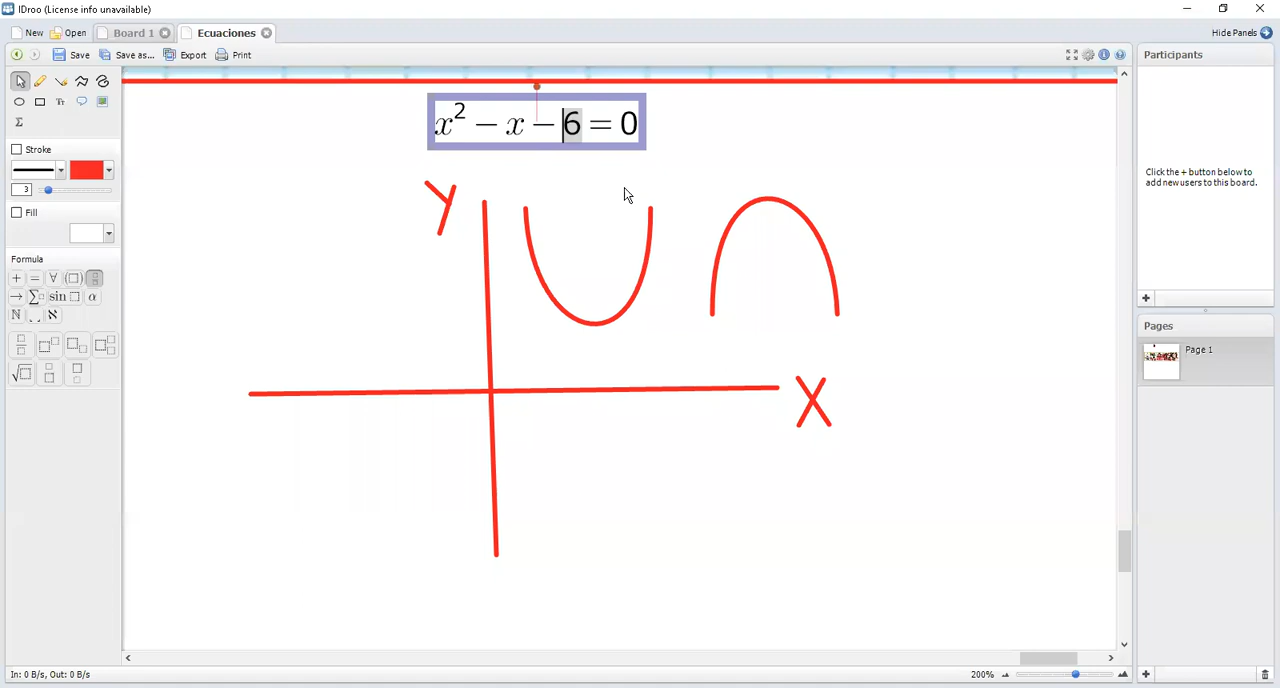 IDroo (License info unavailable)
New Open Board 1 Ecuaciones Hide Panels
Save Save as... Export Print
Participants
Click the + button below to
add new users to this board.
Pages
Page 1
Tr
Σ
Stroke
3
Fill
Formula
+ = ∀ (□)
→ Σ□ sin □ α
ℕ ℵ
x² − x − 6 = 0
Y
X
In: 0 B/s, Out: 0 B/s
200%